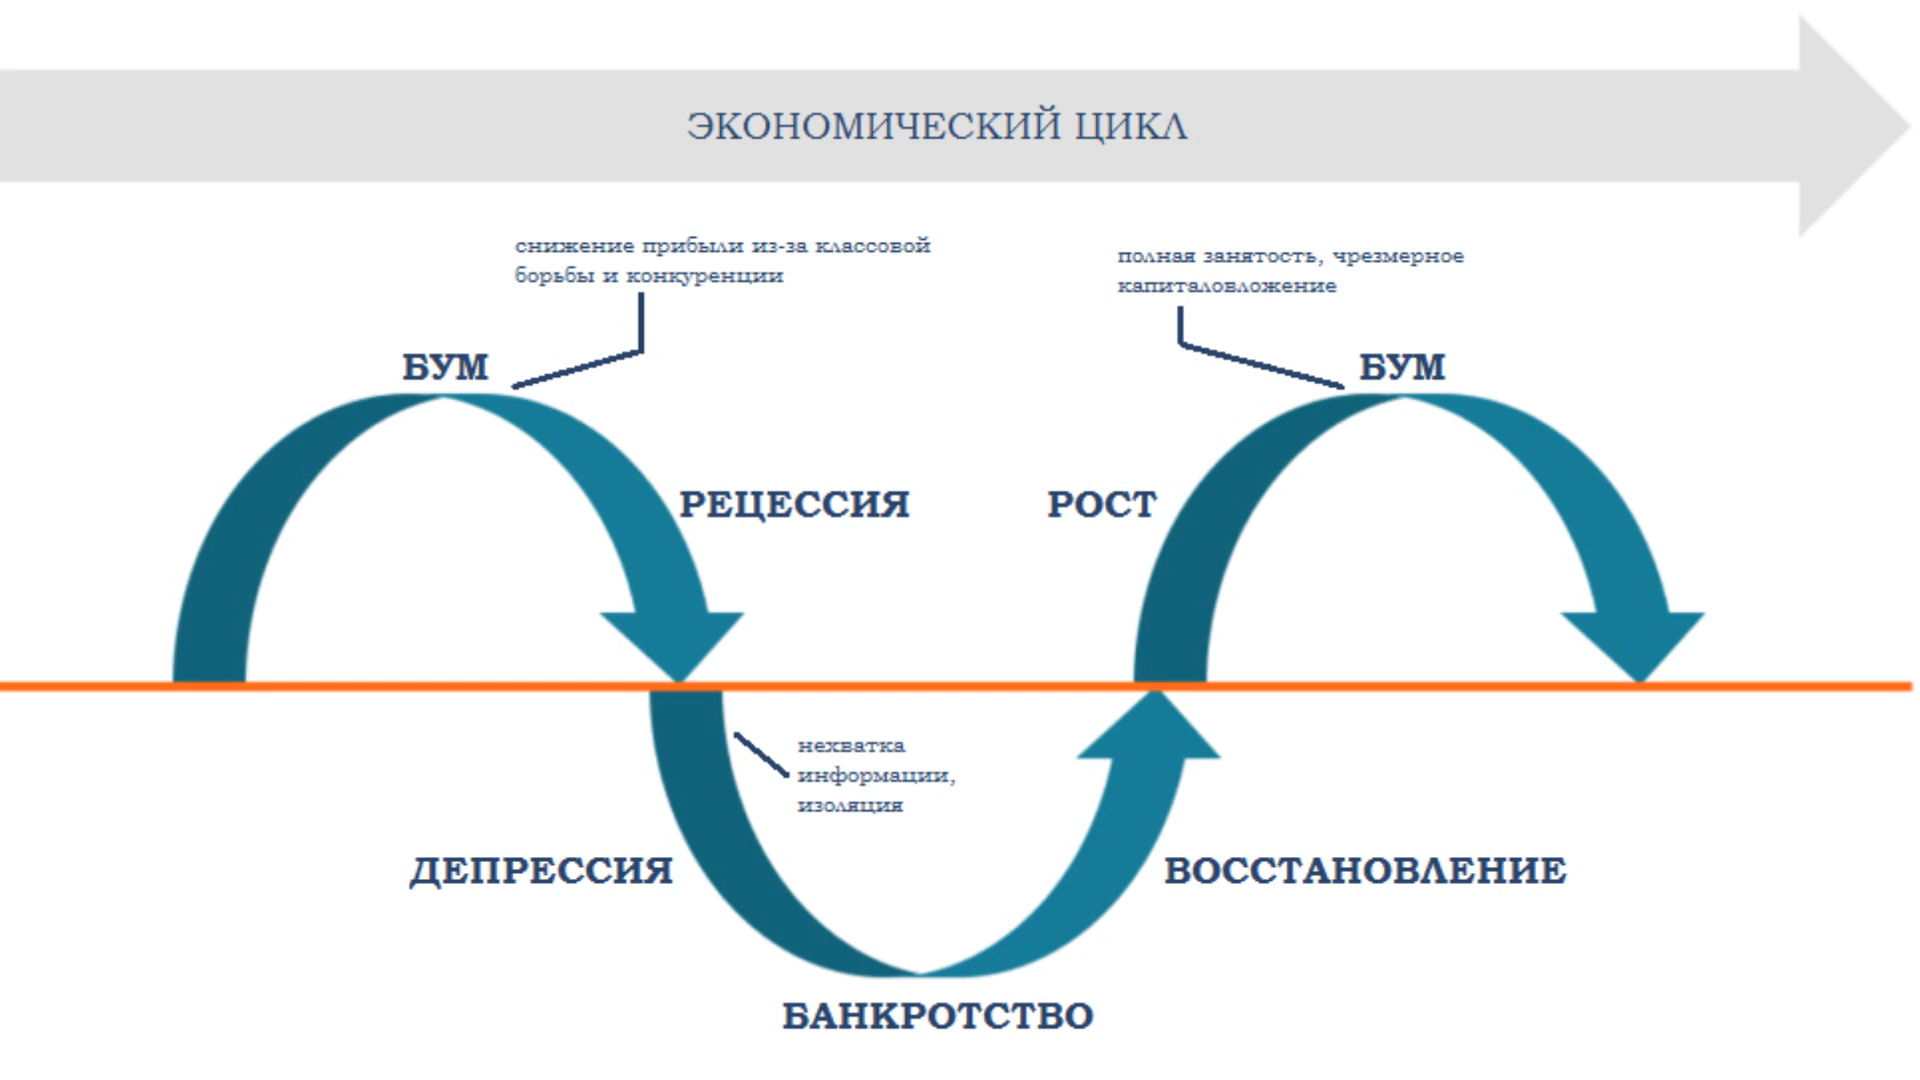 ЭКОНОМИЧЕСКИЙ ЦИКЛ
снижение прибыли из-за классовой
борьбы и конкуренции
полная занятость, чрезмерное
капиталовложение
БУМ
БУМ
РЕЦЕССИЯ
РОСТ
нехватка
информации,
изоляция
ДЕПРЕССИЯ
ВОССТАНОВЛЕНИЕ
БАНКРОТСТВО